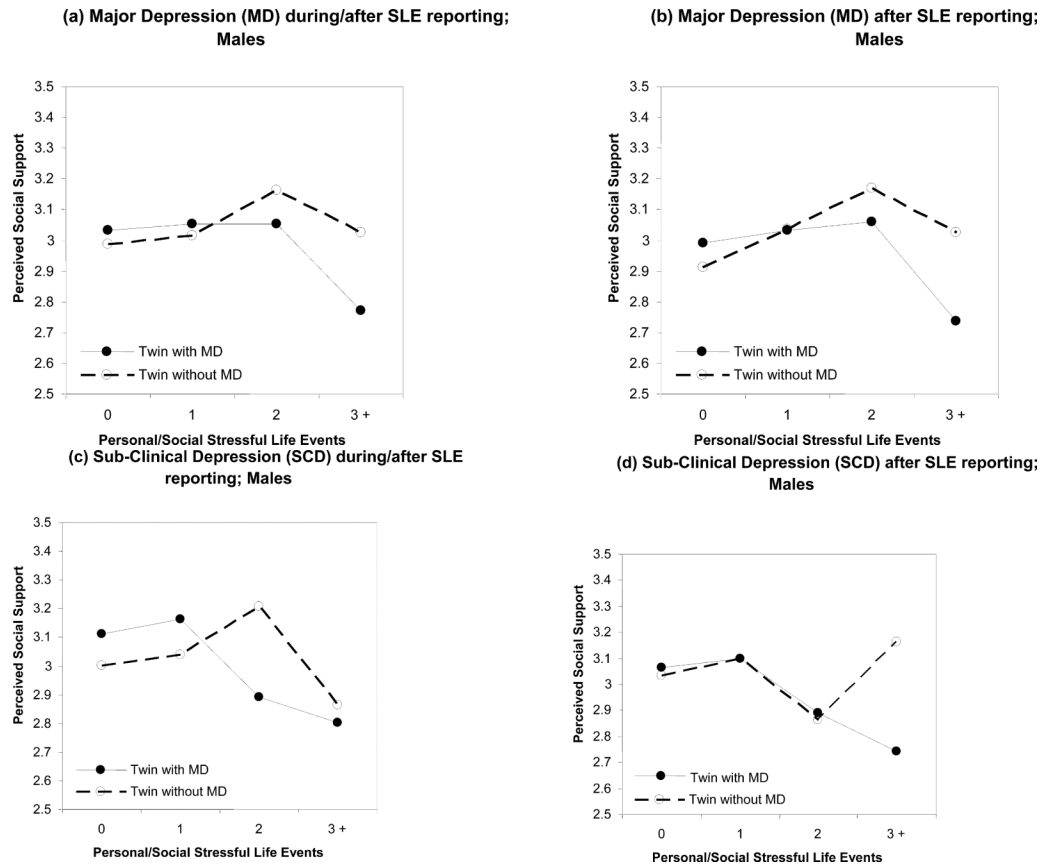 (a) Major Depression (MD) during/after SLE reporting;
Males
Perceived Social Support
3.5
3.4
3.3
3.2
3.1
3
2.9
2.8
2.7
2.6
2.5
Twin with MD
Twin without MD
0 1 2 3 +
Personal/Social Stressful Life Events
(b) Major Depression (MD) after SLE reporting;
Males
Perceived Social Support
3.5
3.4
3.3
3.2
3.1
3
2.9
2.8
2.7
2.6
2.5
Twin with MD
Twin without MD
0 1 2 3 +
Personal/Social Stressful Life Events
(c) Sub-Clinical Depression (SCD) during/after SLE
reporting; Males
Perceived Social Support
3.5
3.4
3.3
3.2
3.1
3
2.9
2.8
2.7
2.6
2.5
Twin with MD
Twin without MD
0 1 2 3 +
Personal/Social Stressful Life Events
(d) Sub-Clinical Depression (SCD) after SLE reporting;
Males
Perceived Social Support
3.5
3.4
3.3
3.2
3.1
3
2.9
2.8
2.7
2.6
2.5
Twin with MD
Twin without MD
0 1 2 3 +
Personal/Social Stressful Life Events